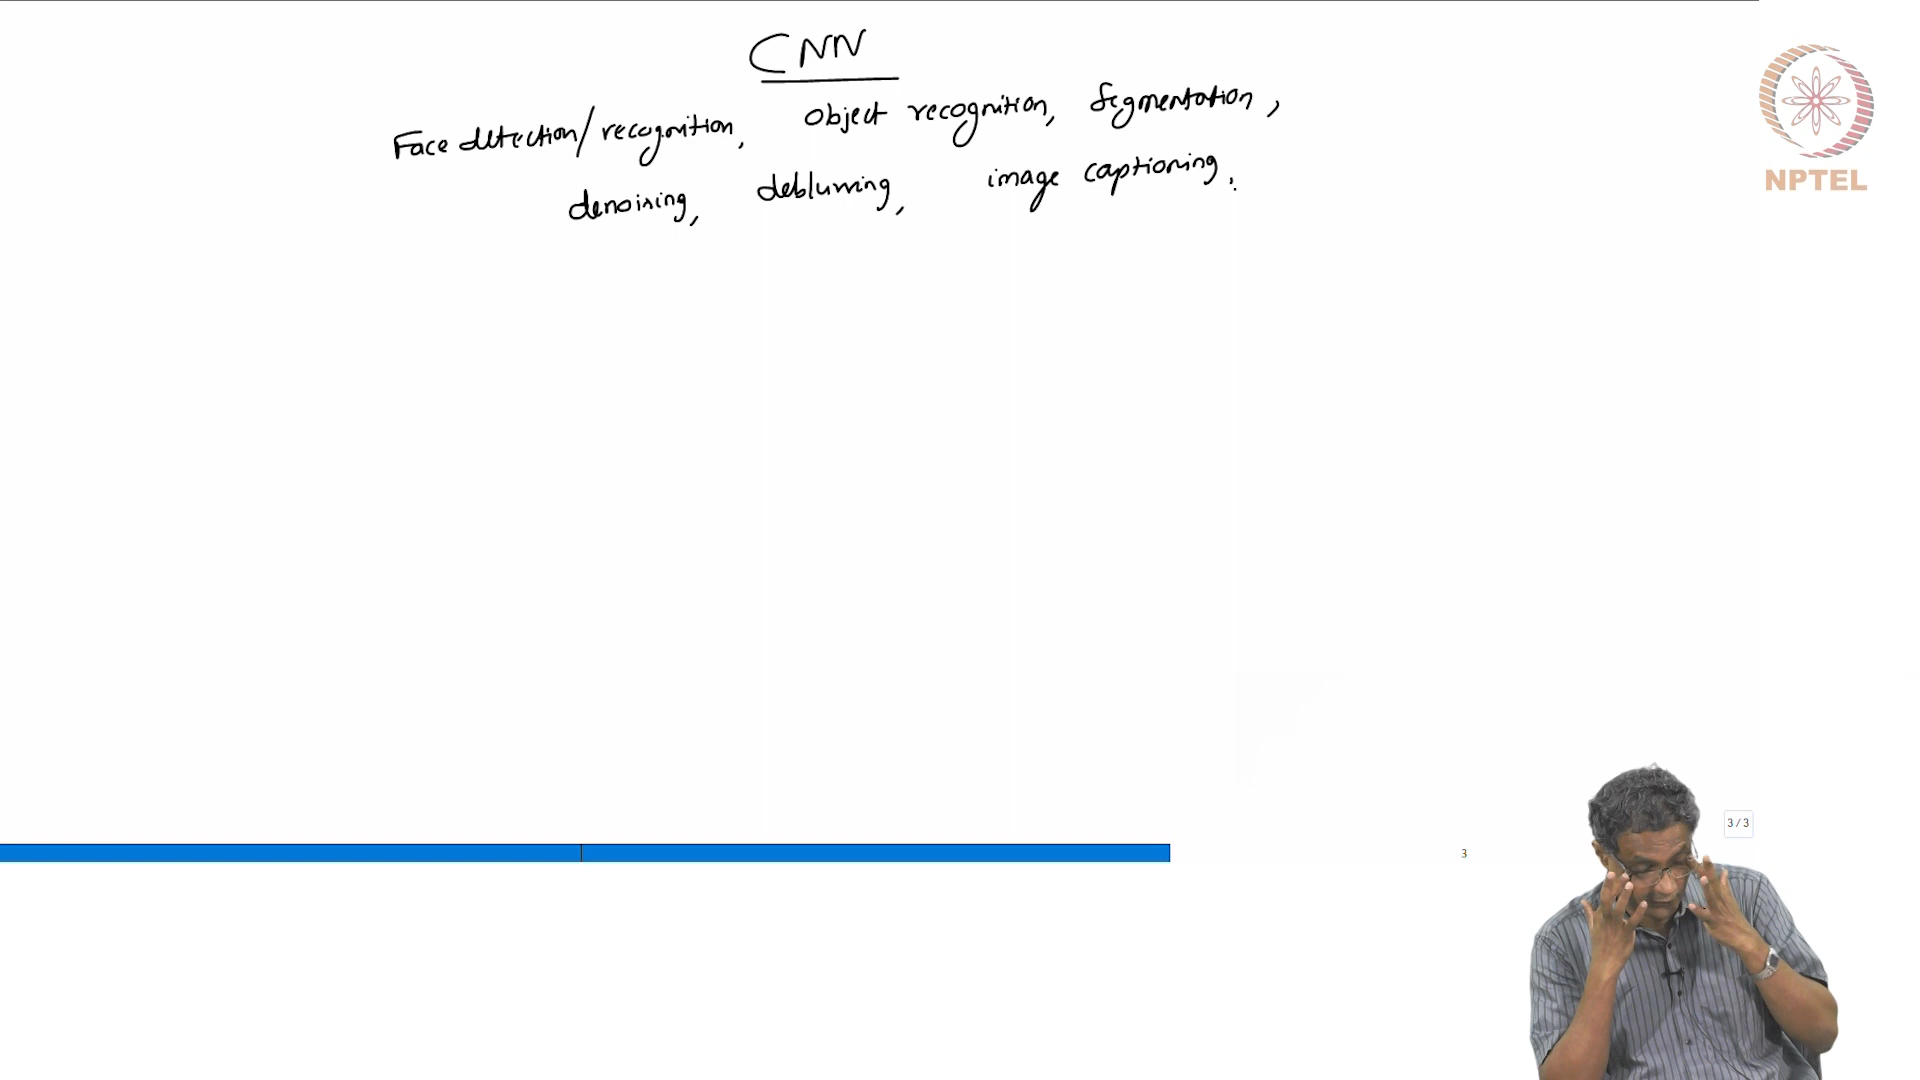 CNN
Face detection/recognition, object recognition, Segmentation,
denoising, deblurring, image captioning,
NPTEL
3/3
3